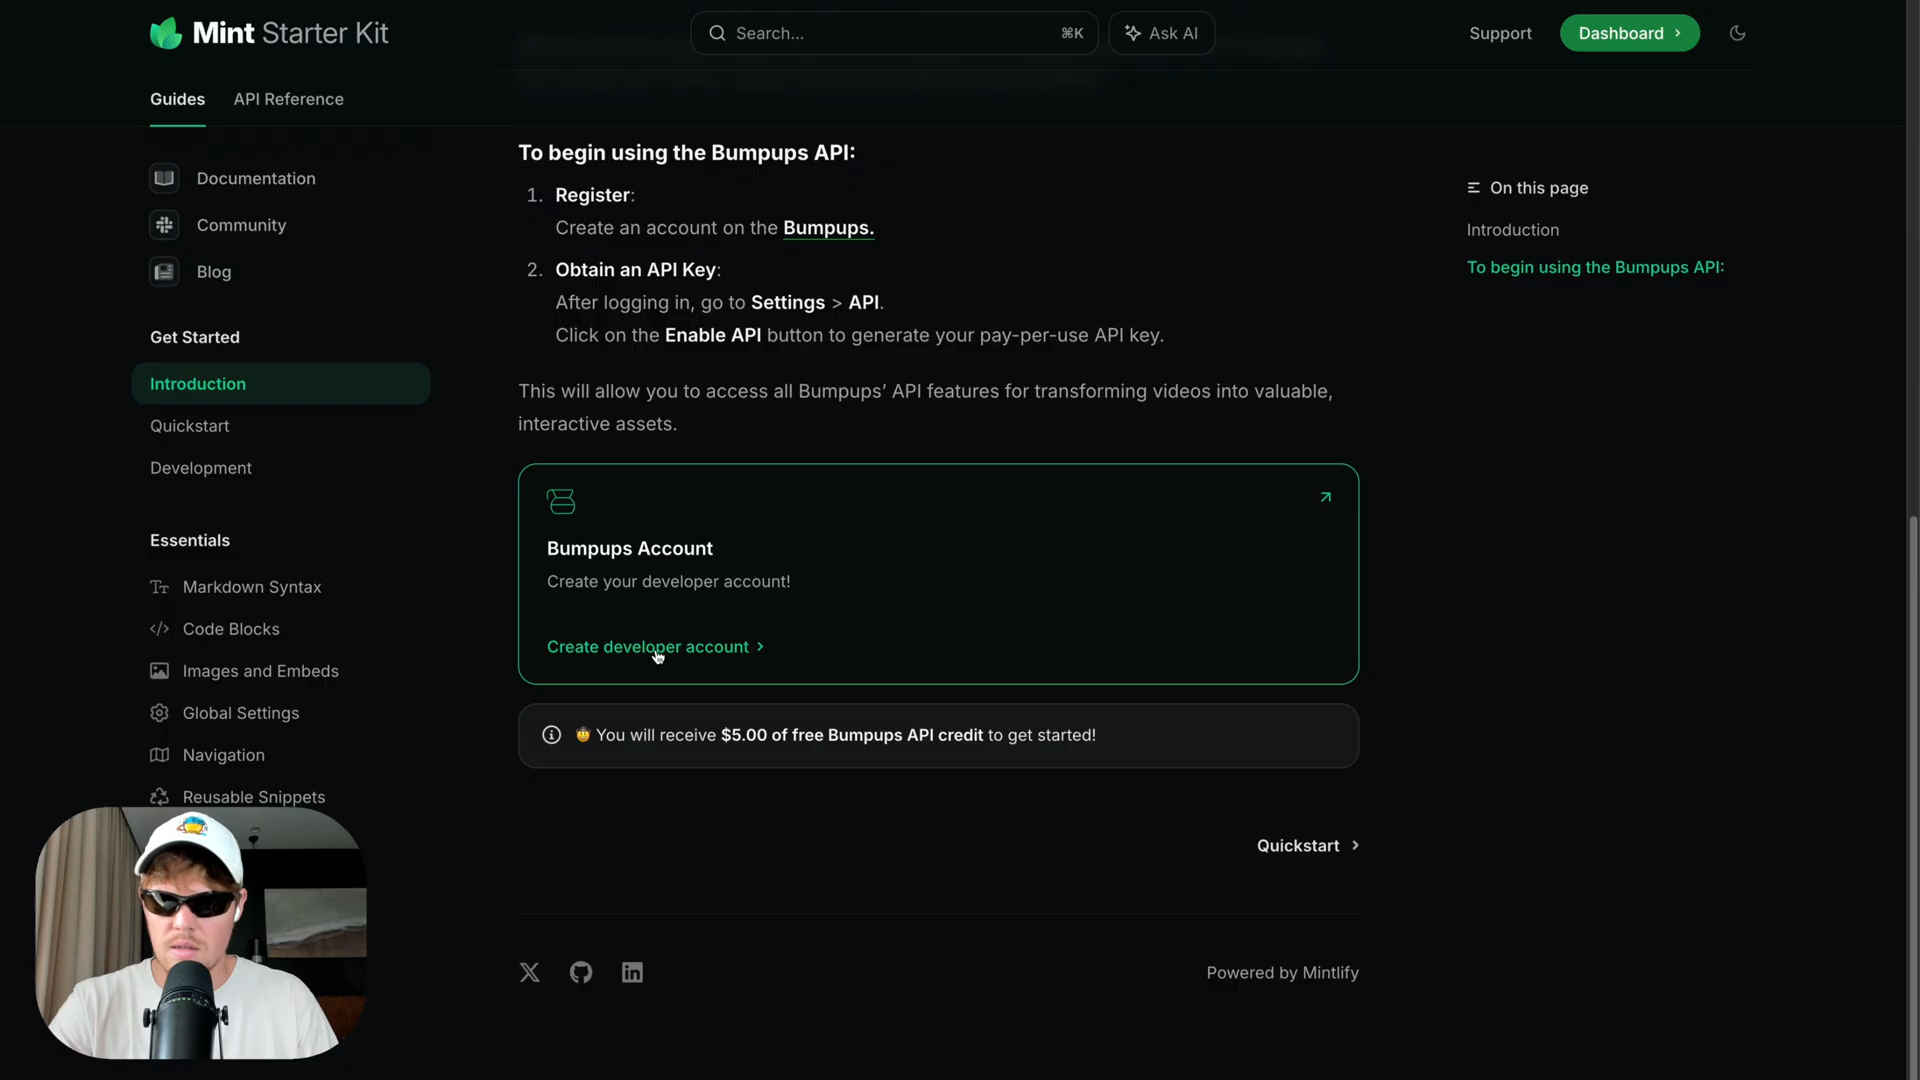 Mint Starter Kit
Search...
⌘K
Ask AI
Support
Dashboard
Guides
API Reference
Documentation
Community
Blog
Get Started
Introduction
Quickstart
Development
Essentials
Markdown Syntax
Code Blocks
Images and Embeds
Global Settings
Navigation
Reusable Snippets
To begin using the Bumpups API:
1. Register:
Create an account on the Bumpups.
2. Obtain an API Key:
After logging in, go to Settings > API.
Click on the Enable API button to generate your pay-per-use API key.
This will allow you to access all Bumpups’ API features for transforming videos into valuable,
interactive assets.
Bumpups Account
Create your developer account!
Create developer account
🤠 You will receive $5.00 of free Bumpups API credit to get started!
Quickstart
Powered by Mintlify
On this page
Introduction
To begin using the Bumpups API: